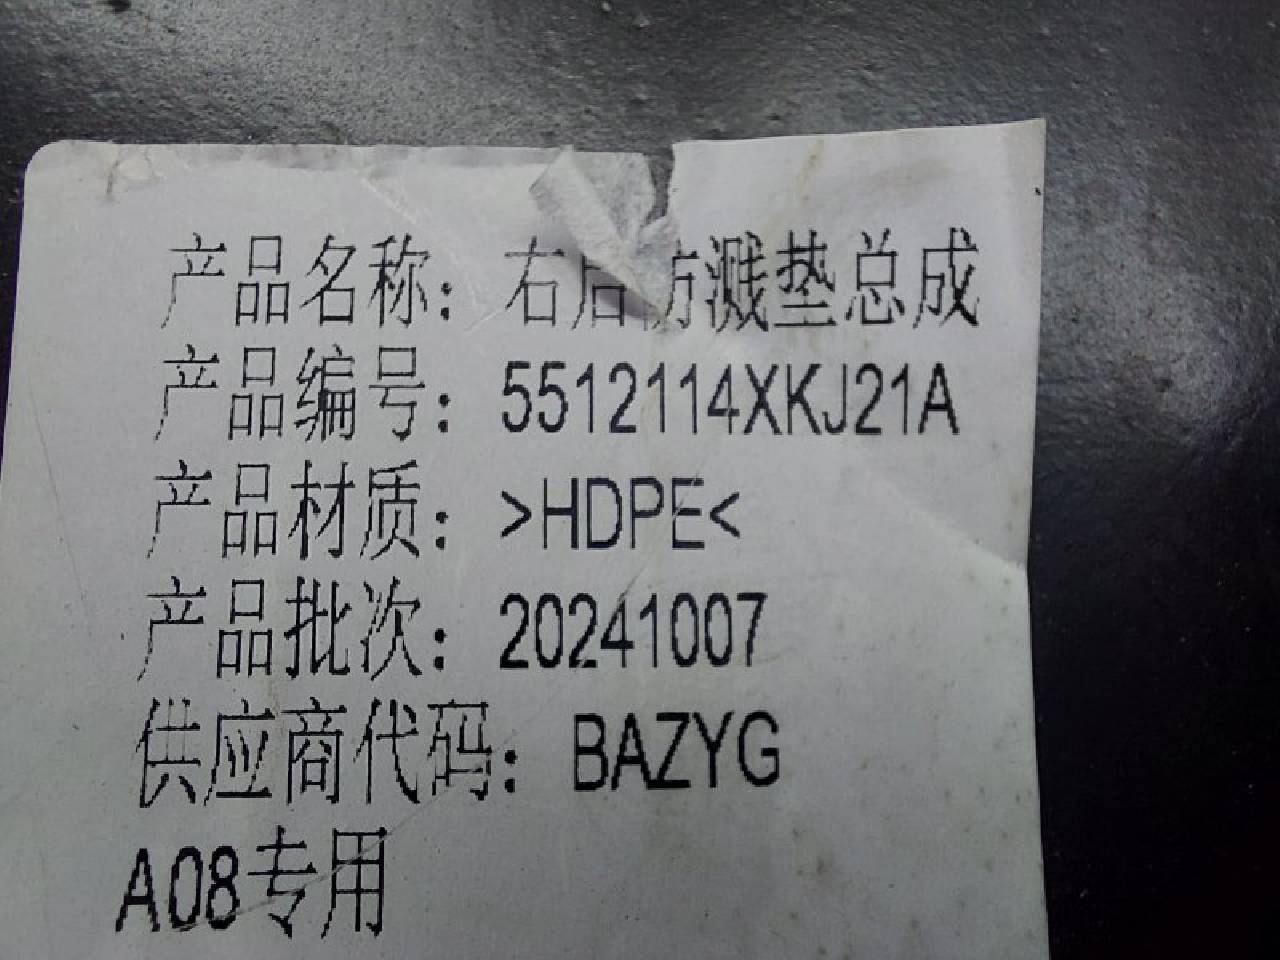 产品名称：右后防溅垫总成
产品编号：5512114XKJ21A
产品材质：>HDPE<
产品批次：20241007
供应商代码：BAZYG
A08专用